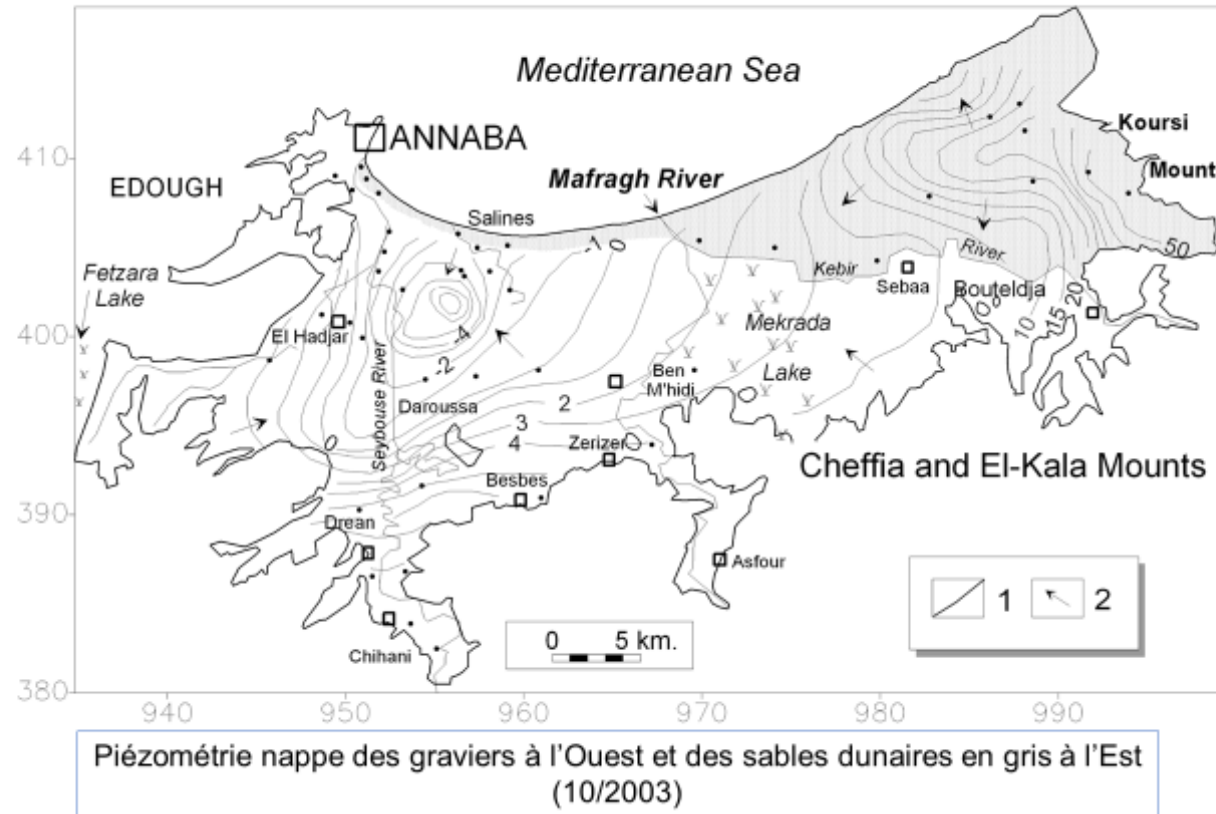 Mediterranean Sea
ANNABA
Koursi
Mount
410
EDOUGH
Mafragh River
Salines
-1
0
50
Fetzara
Lake
Kebir
River
Sebaa
Bouteldja
20
15
10
400
El Hadjar
-4
-2
Mekrada
Lake
Seybouse River
Ben
M'hidi
Daroussa
2
3
4
0
Zerizer
Cheffia and El-Kala Mounts
Besbes
390
Drean
Asfour
1
2
0 5 km.
Chihani
380
940 950 960 970 980 990
Piézométrie nappe des graviers à l'Ouest et des sables dunaires en gris à l'Est
(10/2003)